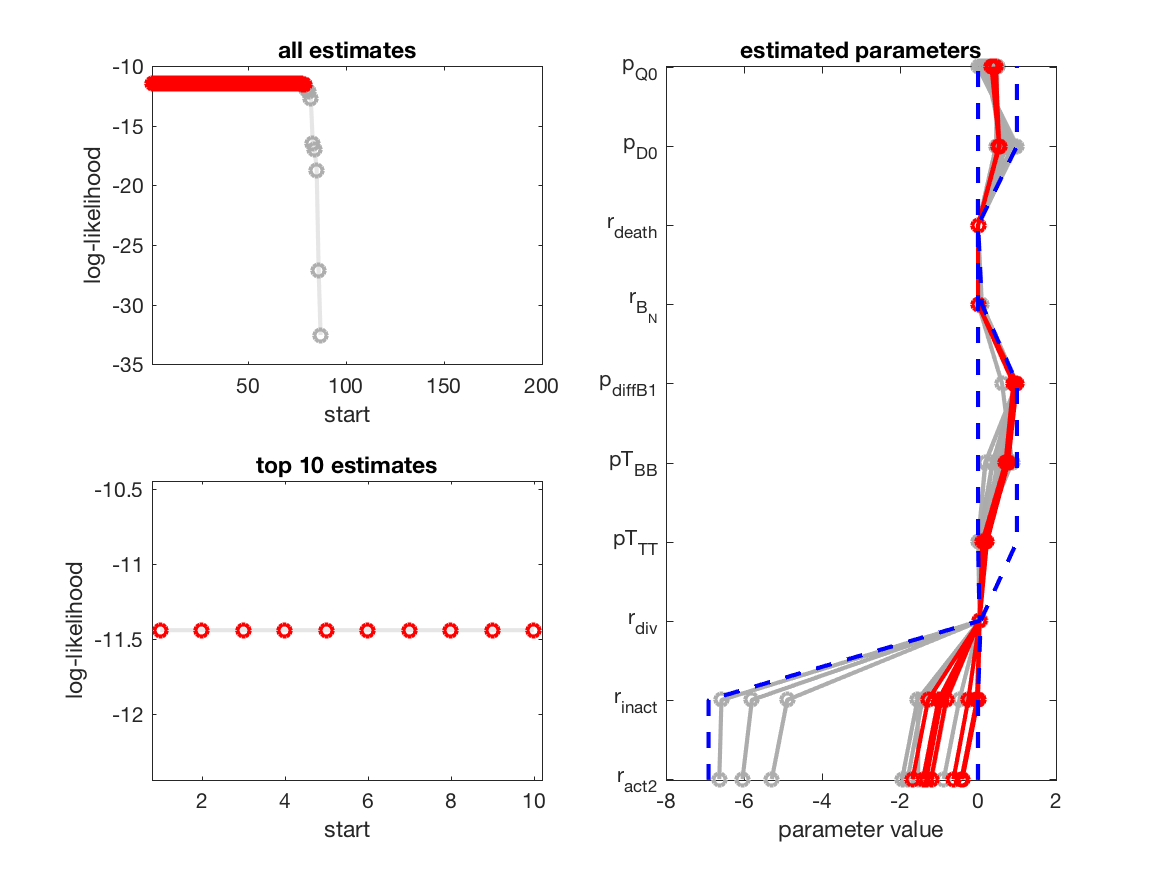 all estimates
-10
-15
-20
-25
-30
-35
log-likelihood
50
100
150
200
start
top 10 estimates
-10.5
-11
-11.5
-12
log-likelihood
2
4
6
8
10
start
estimated parameters
p_Q0
p_D0
r_death
r_B_N
p_diffB1
pT_BB
pT_TT
r_div
r_inact
r_act2
-8
-6
-4
-2
0
2
parameter value